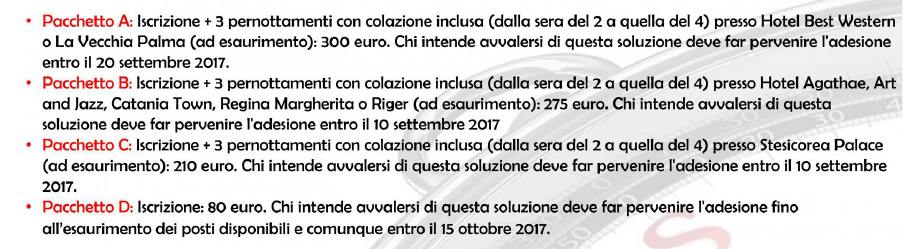 • Pacchetto A: Iscrizione + 3 pernottamenti con colazione inclusa (dalla sera del 2 a quella del 4) presso Hotel Best Western
o La Vecchia Palma (ad esaurimento): 300 euro. Chi intende avvalersi di questa soluzione deve far pervenire l'adesione
entro il 20 settembre 2017.
• Pacchetto B: Iscrizione + 3 pernottamenti con colazione inclusa (dalla sera del 2 a quella del 4) presso Hotel Agathae, Art
and Jazz, Catania Town, Regina Margherita o Riger (ad esaurimento): 275 euro. Chi intende avvalersi di questa
soluzione deve far pervenire l'adesione entro il 10 settembre 2017
• Pacchetto C: Iscrizione + 3 pernottamenti con colazione inclusa (dalla sera del 2 a quella del 4) presso Stesicorea Palace
(ad esaurimento): 210 euro. Chi intende avvalersi di questa soluzione deve far pervenire l'adesione entro il 10 settembre
2017.
• Pacchetto D: Iscrizione: 80 euro. Chi intende avvalersi di questa soluzione deve far pervenire l'adesione fino
all'esaurimento dei posti disponibili e comunque entro il 15 ottobre 2017.